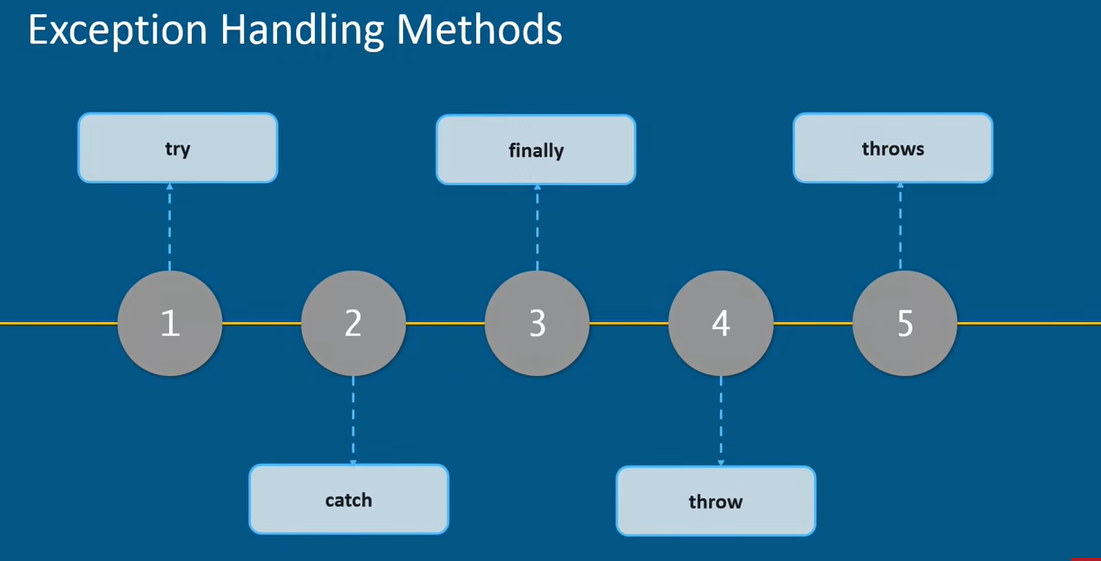 Exception Handling Methods
try
finally
throws
1
2
3
4
5
catch
throw